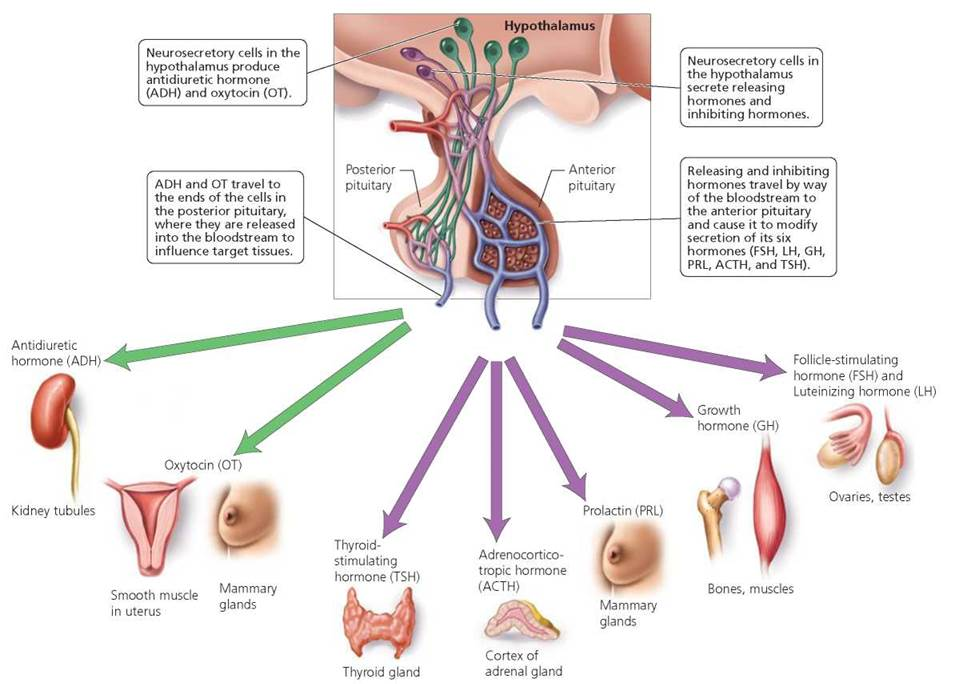 Hypothalamus
Neurosecretory cells in the
hypothalamus produce
antidiuretic hormone
(ADH) and oxytocin (OT).
Neurosecretory cells in
the hypothalamus
secrete releasing
hormones and
inhibiting hormones.
Posterior
pituitary
Anterior
pituitary
ADH and OT travel to
the ends of the cells in
the posterior pituitary,
where they are released
into the bloodstream to
influence target tissues.
Releasing and inhibiting
hormones travel by way
of the bloodstream to
the anterior pituitary
and cause it to modify
secretion of its six
hormones (FSH, LH, GH,
PRL, ACTH, and TSH).
Antidiuretic
hormone (ADH)
Kidney tubules
Oxytocin (OT)
Smooth muscle
in uterus
Mammary
glands
Thyroid-
stimulating
hormone (TSH)
Thyroid gland
Adrenocortico-
tropic hormone
(ACTH)
Cortex of
adrenal gland
Prolactin (PRL)
Mammary
glands
Growth
hormone (GH)
Bones, muscles
Follicle-stimulating
hormone (FSH) and
Luteinizing hormone (LH)
Ovaries, testes